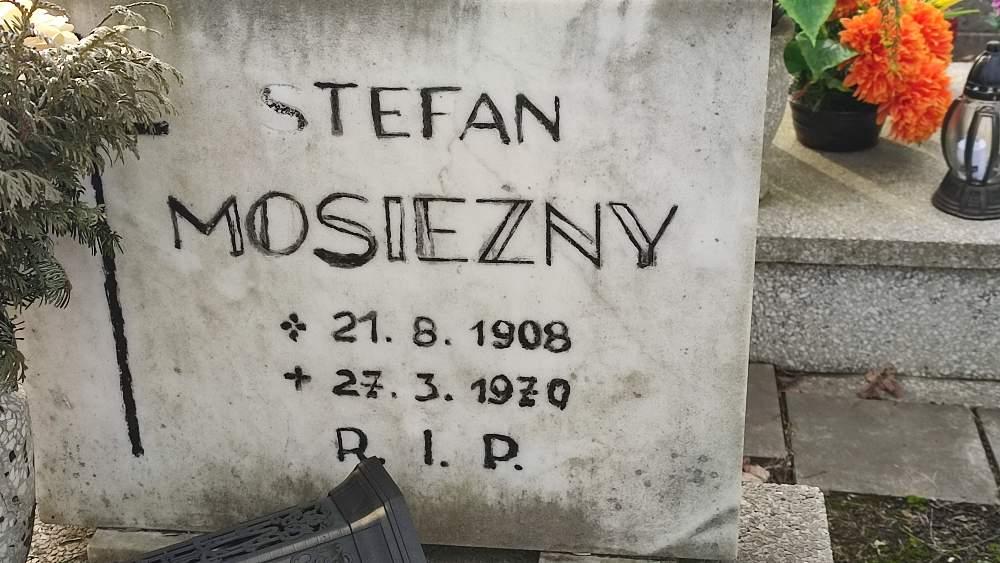 STEFAN
MOSIEZNY
21. 8. 1908
+ 27. 3. 1970
R. I. P.